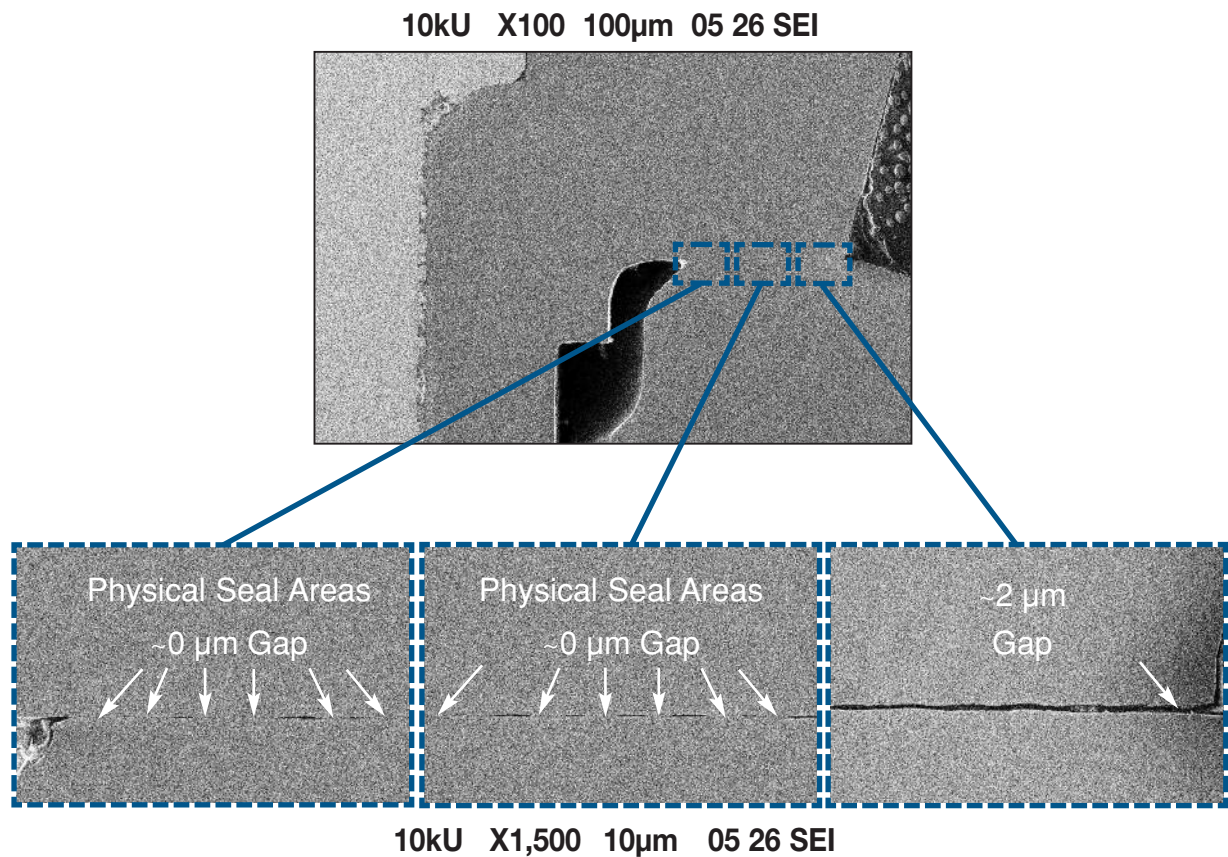 10kU X100 100µm 05 26 SEI
Physical Seal Areas
~0 µm Gap
Physical Seal Areas
~0 µm Gap
~2 µm
Gap
10kU X1,500 10µm 05 26 SEI